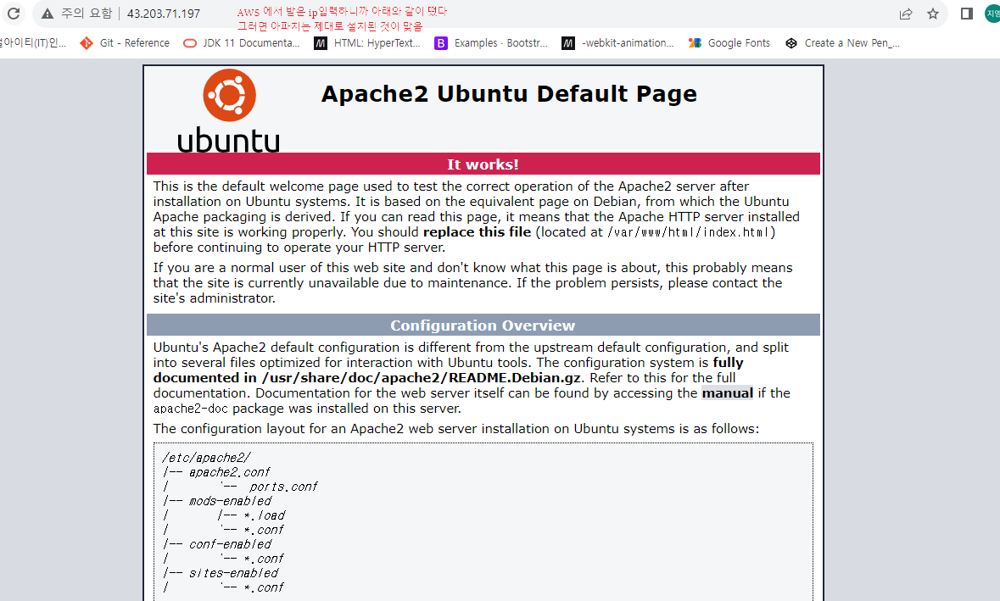 주의 요함 43.203.71.197
AWS 에서 받은 ip입력하니까 아래와 같이 떴다
그러면 아파치는 제대로 설치된 것이 맞음
지영
아이티(IT)인... Git - Reference JDK 11 Documenta... HTML: HyperText... Examples · Bootstr... -webkit-animation... Google Fonts Create a New Pen_...
ubuntu
Apache2 Ubuntu Default Page
It works!
This is the default welcome page used to test the correct operation of the Apache2 server after
installation on Ubuntu systems. It is based on the equivalent page on Debian, from which the Ubuntu
Apache packaging is derived. If you can read this page, it means that the Apache HTTP server installed
at this site is working properly. You should replace this file (located at /var/www/html/index.html)
before continuing to operate your HTTP server.
If you are a normal user of this web site and don't know what this page is about, this probably means
that the site is currently unavailable due to maintenance. If the problem persists, please contact the
site's administrator.
Configuration Overview
Ubuntu's Apache2 default configuration is different from the upstream default configuration, and split
into several files optimized for interaction with Ubuntu tools. The configuration system is fully
documented in /usr/share/doc/apache2/README.Debian.gz. Refer to this for the full
documentation. Documentation for the web server itself can be found by accessing the manual if the
apache2-doc package was installed on this server.
The configuration layout for an Apache2 web server installation on Ubuntu systems is as follows:
/etc/apache2/
|-- apache2.conf
|       `--  ports.conf
|-- mods-enabled
|       |-- *.load
|       `-- *.conf
|-- conf-enabled
|       `-- *.conf
|-- sites-enabled
|       `-- *.conf